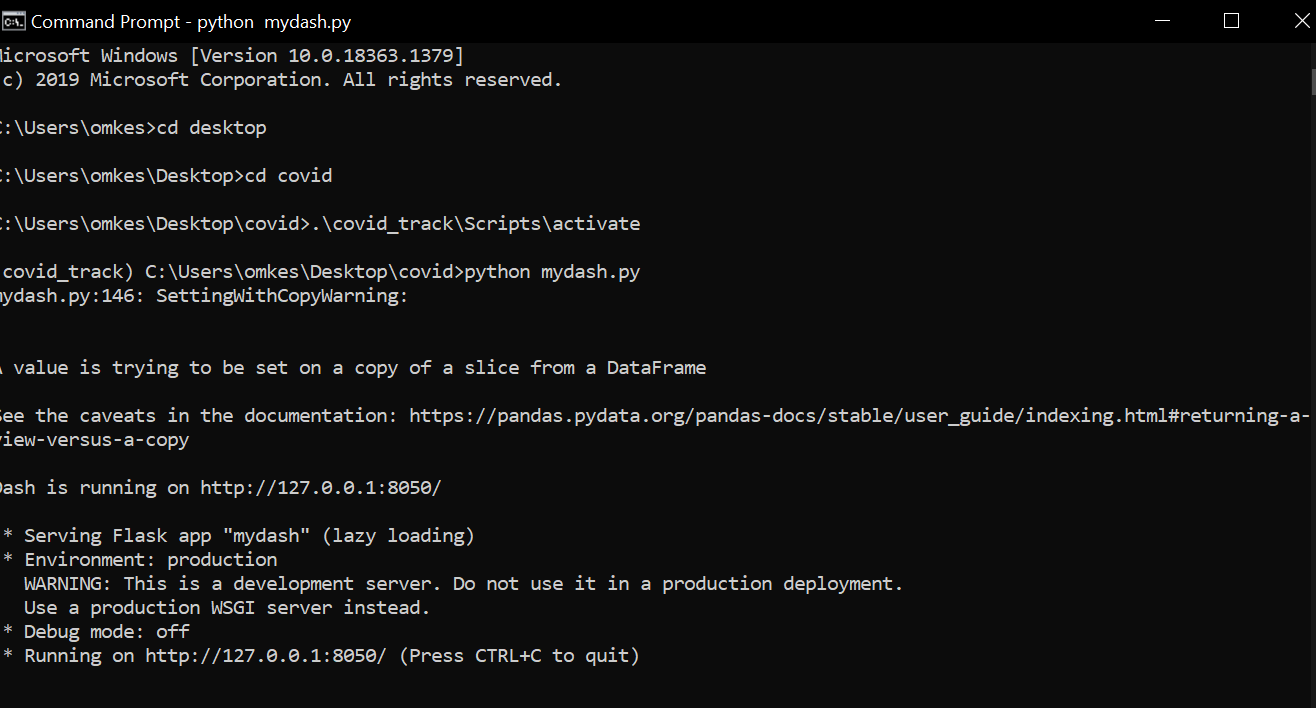 Command Prompt - python  mydash.py
Microsoft Windows [Version 10.0.18363.1379]
(c) 2019 Microsoft Corporation. All rights reserved.
C:\Users\omkes>cd desktop
C:\Users\omkes\Desktop>cd covid
C:\Users\omkes\Desktop\covid>.\covid_track\Scripts\activate
(covid_track) C:\Users\omkes\Desktop\covid>python mydash.py
mydash.py:146: SettingWithCopyWarning:
A value is trying to be set on a copy of a slice from a DataFrame
See the caveats in the documentation: https://pandas.pydata.org/pandas-docs/stable/user_guide/indexing.html#returning-a-
view-versus-a-copy
Dash is running on http://127.0.0.1:8050/
* Serving Flask app "mydash" (lazy loading)
* Environment: production
WARNING: This is a development server. Do not use it in a production deployment.
Use a production WSGI server instead.
* Debug mode: off
* Running on http://127.0.0.1:8050/ (Press CTRL+C to quit)